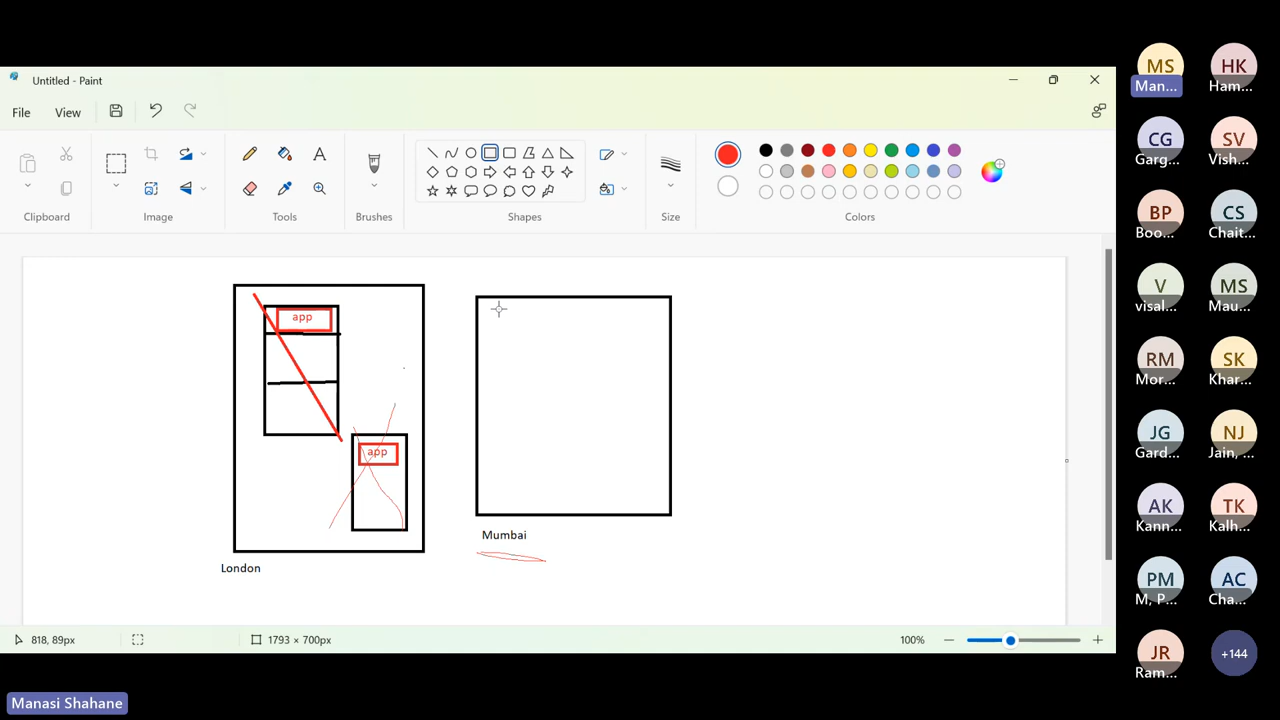 Untitled - Paint
File
View
Clipboard
Image
Tools
Brushes
Shapes
Size
Colors
app
app
London
Mumbai
818, 89px
1793 × 700px
100%
MS
Man...
HK
Ham...
CG
Garg...
SV
Vish...
BP
Boo...
CS
Chait...
V
visal...
MS
Mau...
RM
Mor...
SK
Khar...
JG
Gard...
NJ
Jain, ...
AK
Kann...
TK
Kalh...
PM
M, P...
AC
Cha...
JR
Ram...
+144
Manasi Shahane